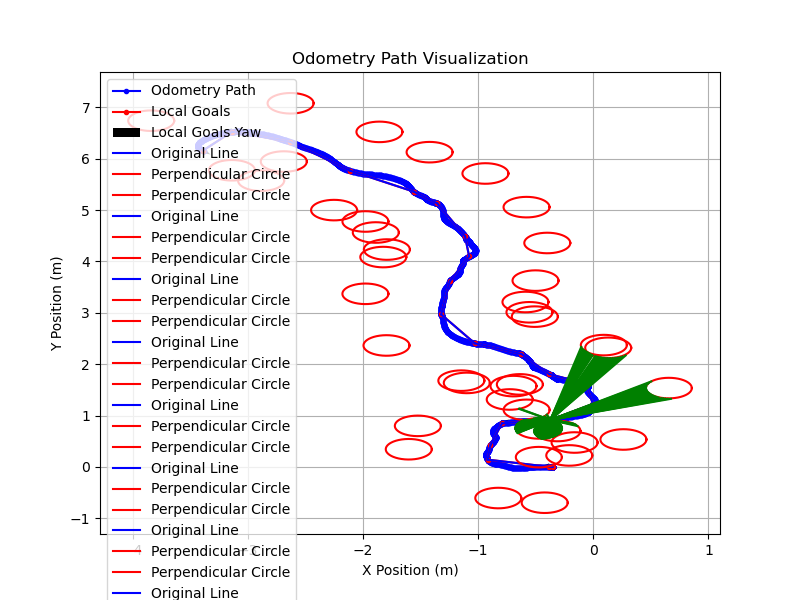 Odometry Path Visualization
Y Position (m)
7
6
5
4
3
2
1
0
−1
Odometry Path
Local Goals
Local Goals Yaw
Original Line
Perpendicular Circle
Perpendicular Circle
Original Line
Perpendicular Circle
Perpendicular Circle
Original Line
Perpendicular Circle
Perpendicular Circle
Original Line
Perpendicular Circle
Perpendicular Circle
Original Line
Perpendicular Circle
Perpendicular Circle
Original Line
Perpendicular Circle
Perpendicular Circle
Original Line
Perpendicular Circle
Perpendicular Circle
Original Line
−4 −3 −2 −1 0 1
X Position (m)